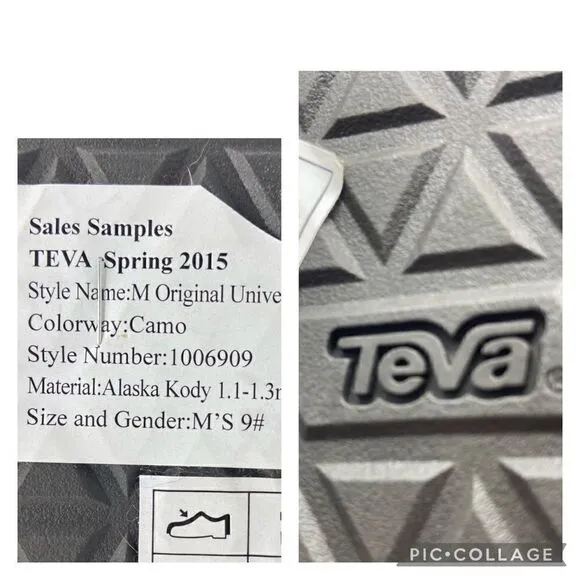 Sales Samples
TEVA Spring 2015
Style Name:M Original Unive
Colorway:Camo
Style Number:1006909
Material:Alaska Kody 1.1-1.3m
Size and Gender:M'S 9#
Teva®
PIC•COLLAGE